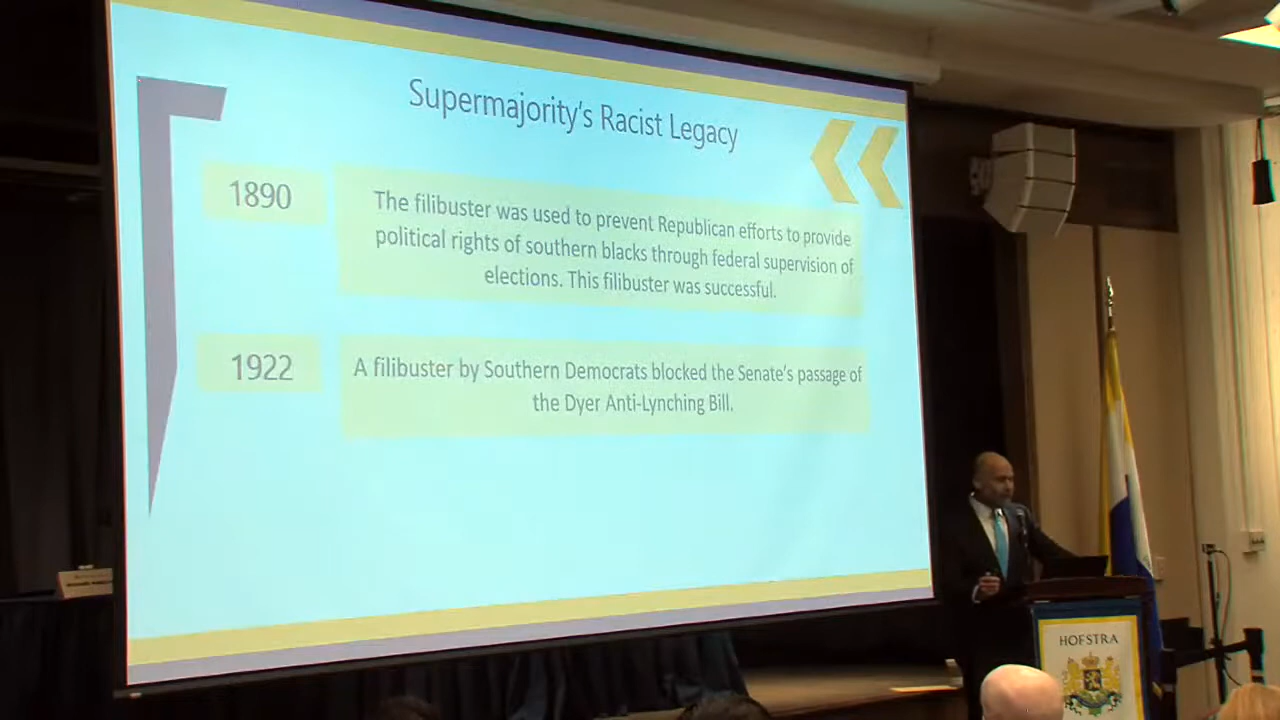 Supermajority's Racist Legacy
1890
The filibuster was used to prevent Republican efforts to provide
political rights of southern blacks through federal supervision of
elections. This filibuster was successful.
1922
A filibuster by Southern Democrats blocked the Senate's passage of
the Dyer Anti-Lynching Bill.
HOFSTRA